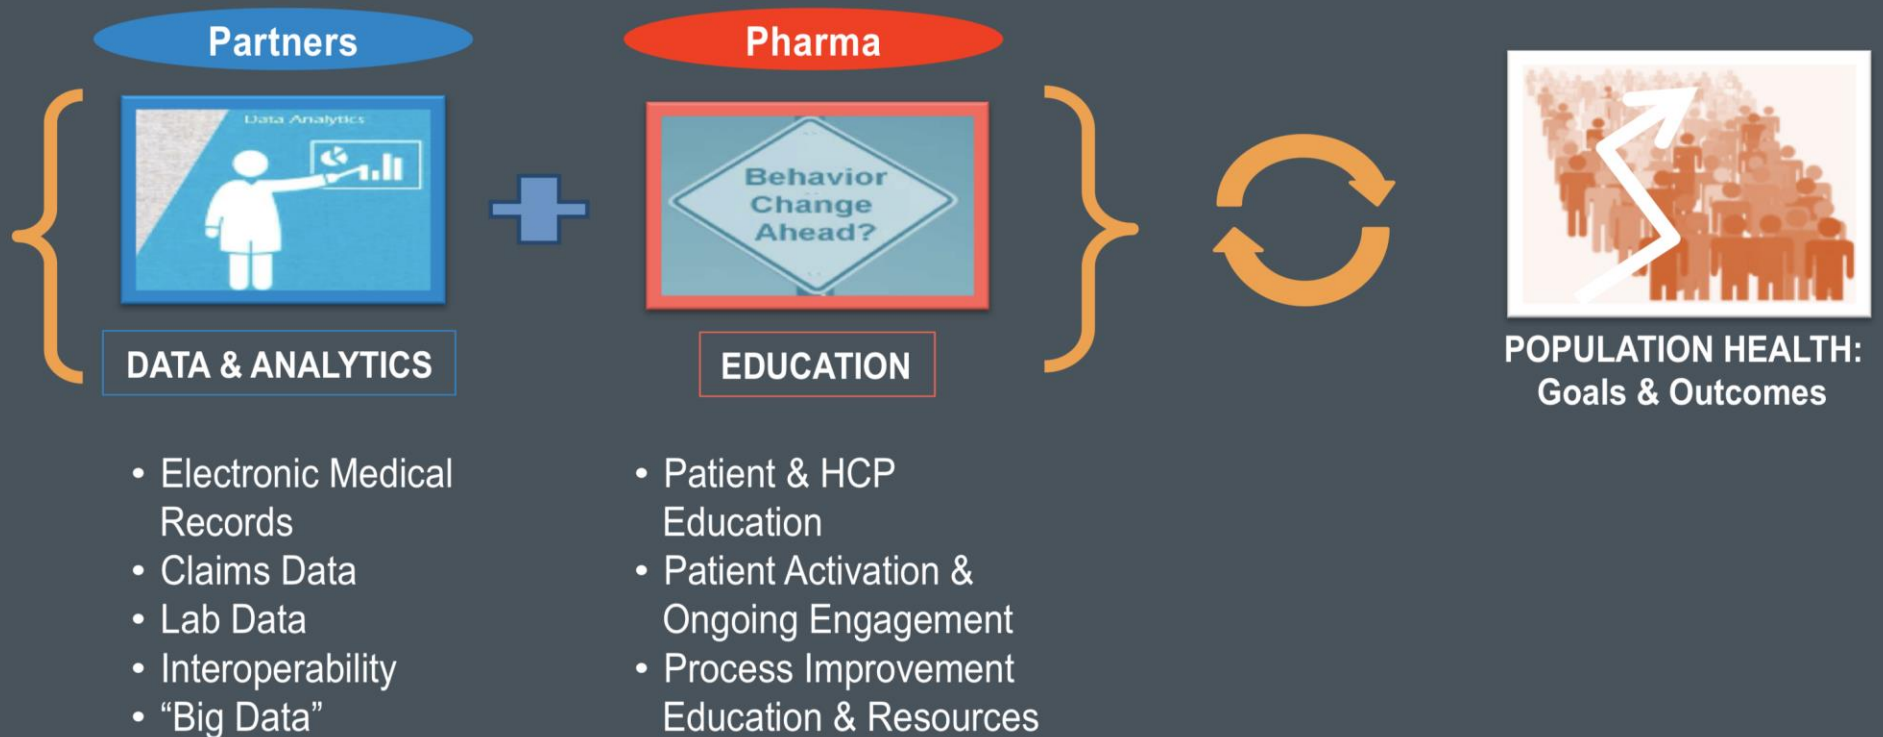 Partners
Pharma
Data Analytics
Behavior
Change
Ahead?
DATA & ANALYTICS
EDUCATION
POPULATION HEALTH:
Goals & Outcomes
• Electronic Medical
Records
• Claims Data
• Lab Data
• Interoperability
• “Big Data”
• Patient & HCP
Education
• Patient Activation &
Ongoing Engagement
• Process Improvement
Education & Resources